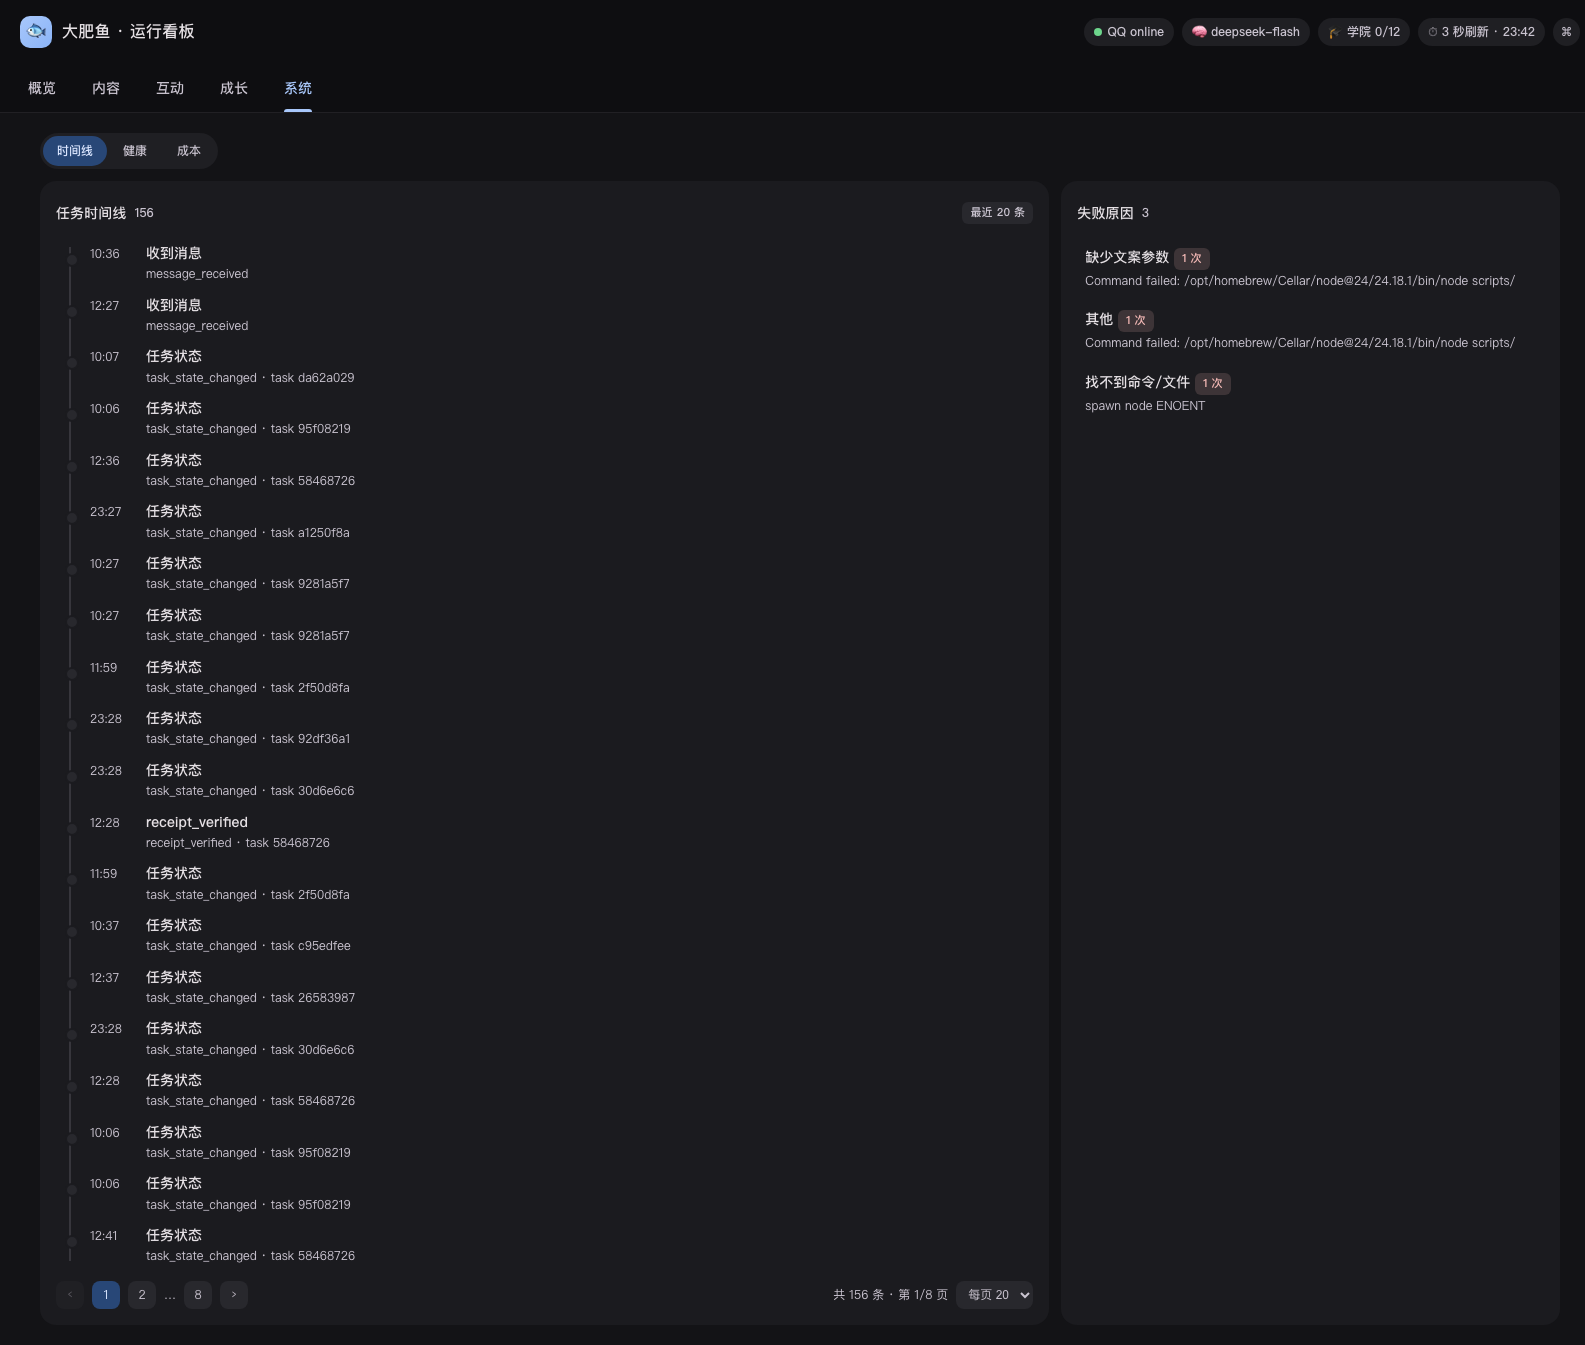 大肥鱼 · 运行看板
QQ online
deepseek-flash
学院 0/12
3 秒刷新 · 23:42
⌘
概览 内容 互动 成长 系统
时间线 健康 成本
任务时间线 156
最近 20 条
10:36 收到消息
message_received
12:27 收到消息
message_received
10:07 任务状态
task_state_changed · task da62a029
10:06 任务状态
task_state_changed · task 95f08219
12:36 任务状态
task_state_changed · task 58468726
23:27 任务状态
task_state_changed · task a1250f8a
10:27 任务状态
task_state_changed · task 9281a5f7
10:27 任务状态
task_state_changed · task 9281a5f7
11:59 任务状态
task_state_changed · task 2f50d8fa
23:28 任务状态
task_state_changed · task 92df36a1
23:28 任务状态
task_state_changed · task 30d6e6c6
12:28 receipt_verified
receipt_verified · task 58468726
11:59 任务状态
task_state_changed · task 2f50d8fa
10:37 任务状态
task_state_changed · task c95edfee
12:37 任务状态
task_state_changed · task 26583987
23:28 任务状态
task_state_changed · task 30d6e6c6
12:28 任务状态
task_state_changed · task 58468726
10:06 任务状态
task_state_changed · task 95f08219
10:06 任务状态
task_state_changed · task 95f08219
12:41 任务状态
task_state_changed · task 58468726
‹ 1 2 … 8 ›
共 156 条 · 第 1/8 页
每页 20
失败原因 3
缺少文案参数 1 次
Command failed: /opt/homebrew/Cellar/node@24/24.18.1/bin/node scripts/
其他 1 次
Command failed: /opt/homebrew/Cellar/node@24/24.18.1/bin/node scripts/
找不到命令/文件 1 次
spawn node ENOENT